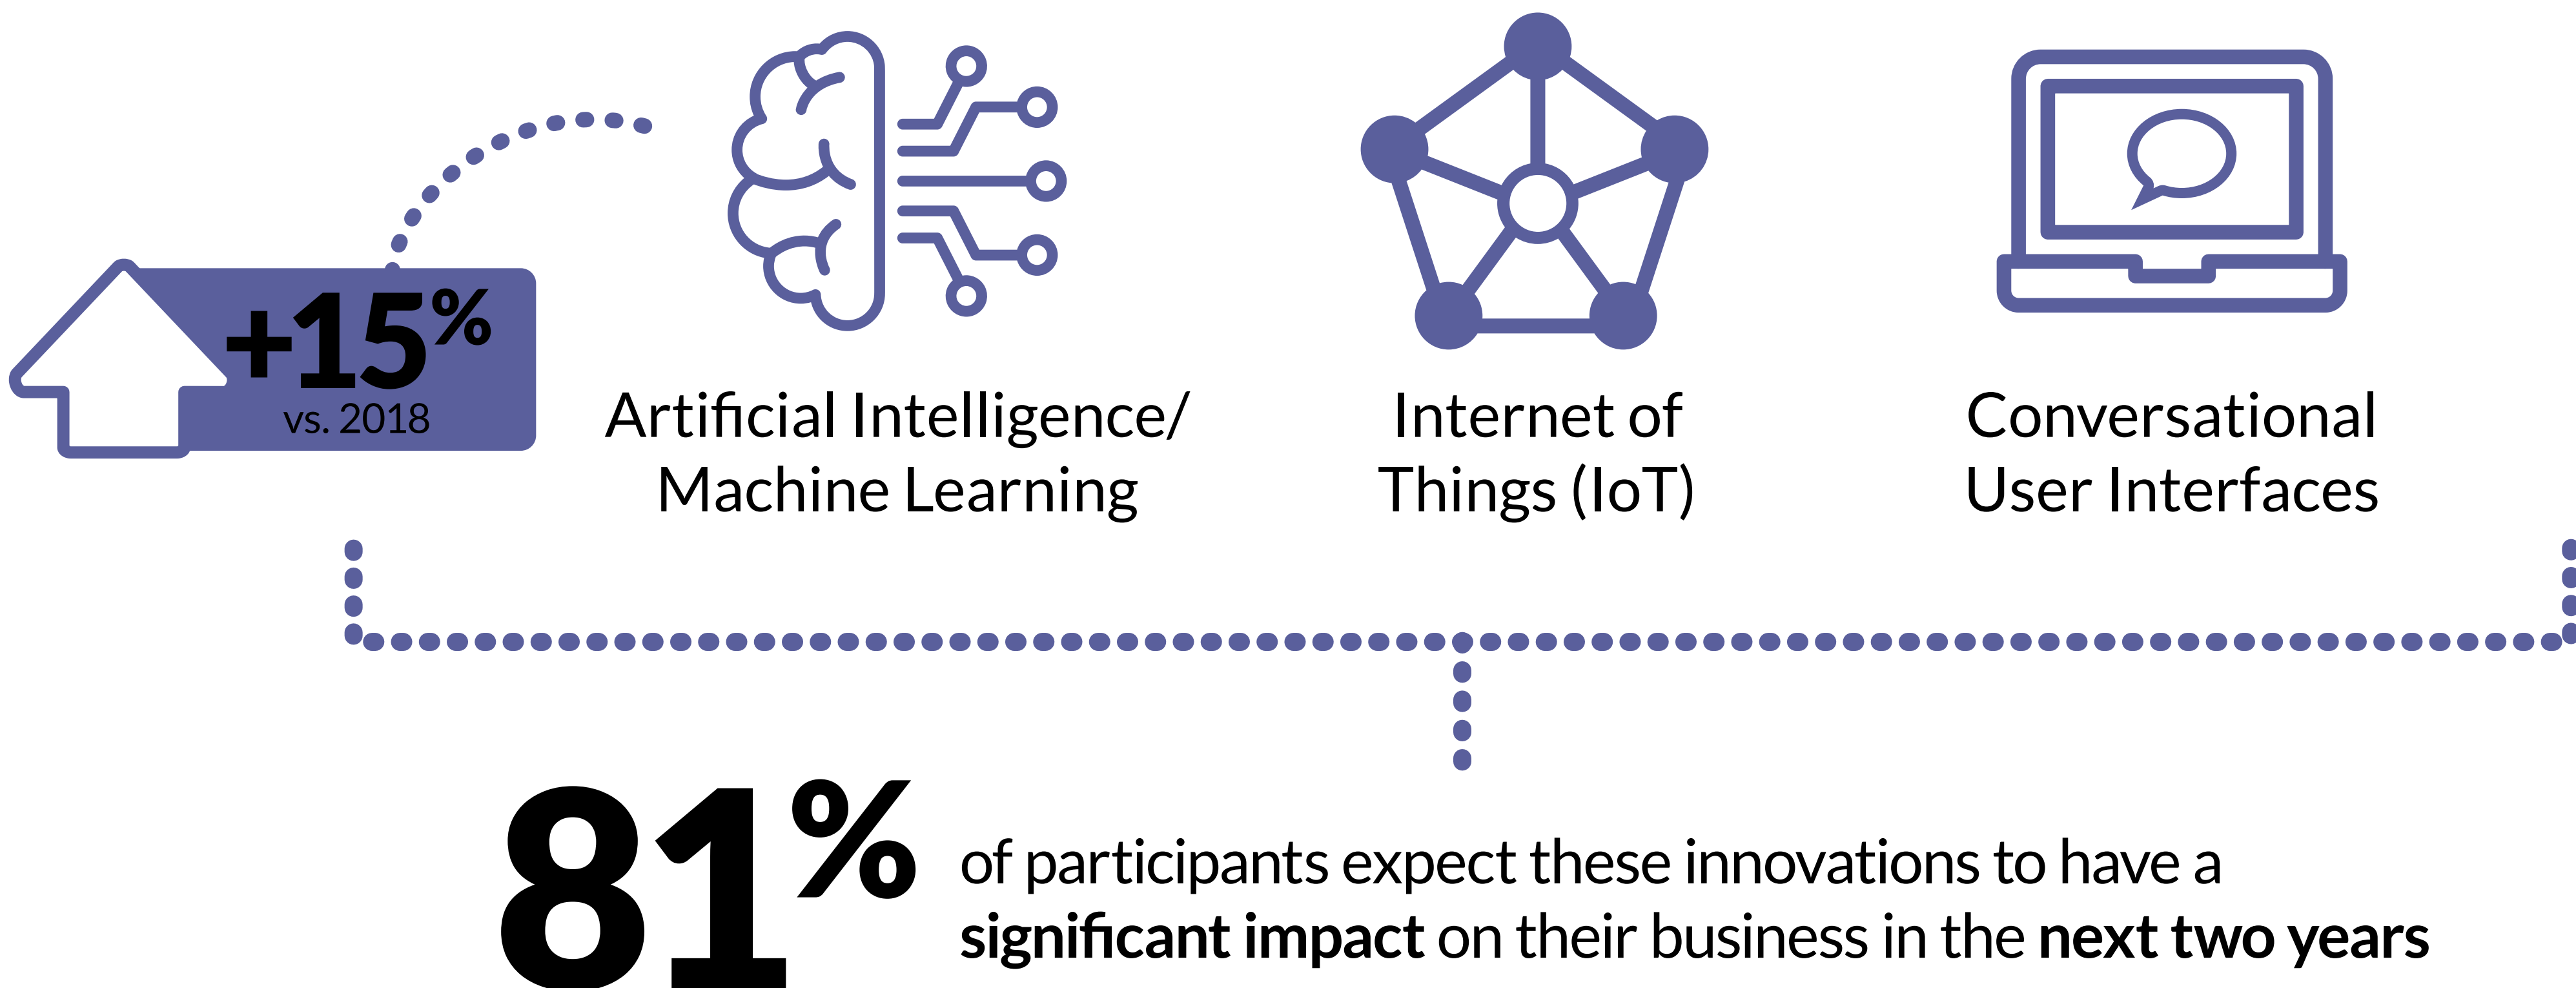 +15%
vs. 2018
Artificial Intelligence/
Machine Learning
Internet of
Things (IoT)
Conversational
User Interfaces
81%
of participants expect these innovations to have a
significant impact on their business in the next two years